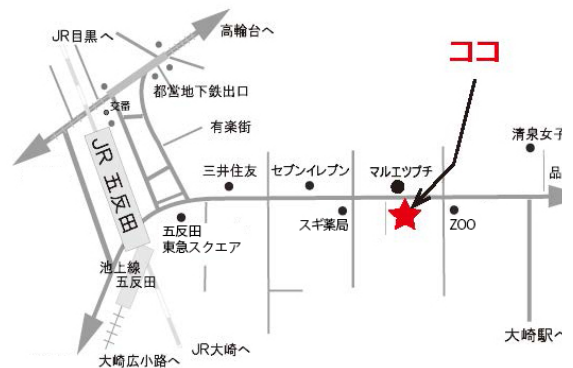 JR目黒へ
高輪台へ
ココ
都営地下鉄出口
交番
有楽街
清泉女子
JR 五反田
三井住友
セブンイレブン
マルエツプチ
品
五反田
東急スクエア
スギ薬局
ZOO
池上線
五反田
大崎広小路へ
JR大崎へ
大崎駅へ